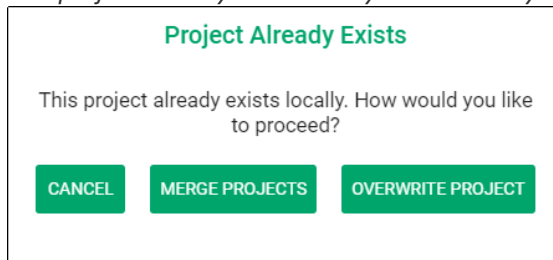 Project Already Exists
This project already exists locally. How would you like
to proceed?
CANCEL
MERGE PROJECTS
OVERWRITE PROJECT